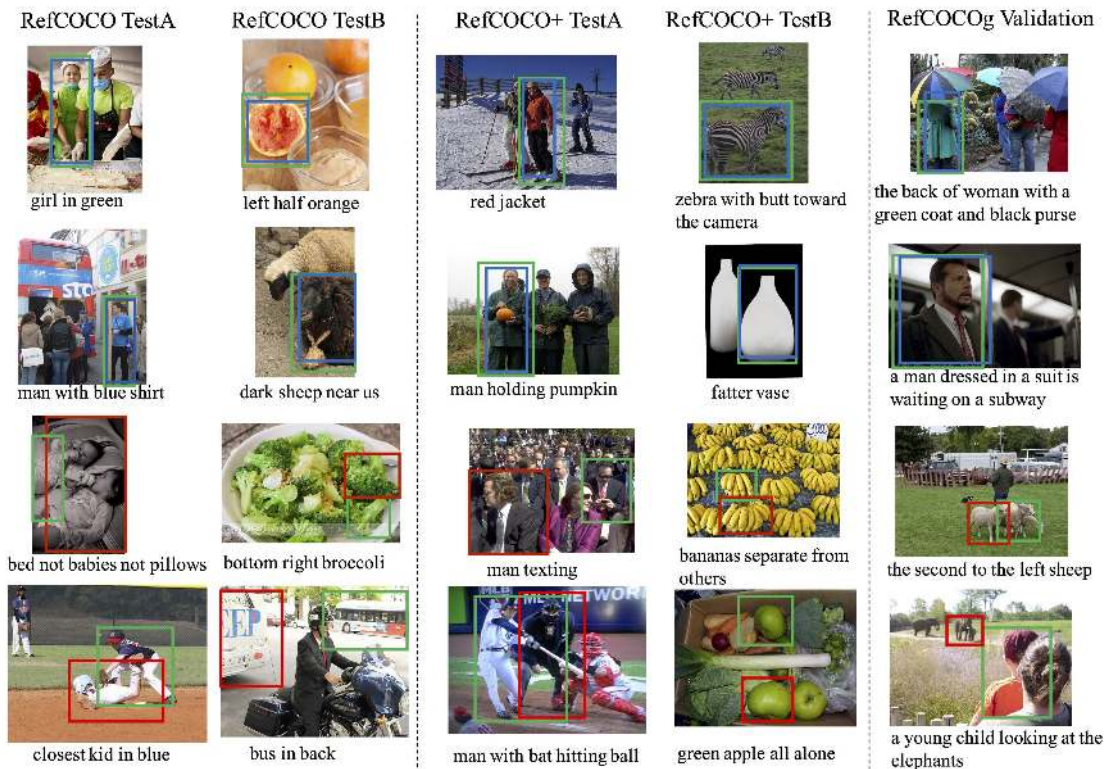 RefCOCO TestA
RefCOCO TestB
RefCOCO+ TestA
RefCOCO+ TestB
RefCOCOg Validation
girl in green
left half orange
red jacket
zebra with butt toward
the camera
the back of woman with a
green coat and black purse
man with blue shirt
dark sheep near us
man holding pumpkin
fatter vase
a man dressed in a suit is
waiting on a subway
bed not babies not pillows
bottom right broccoli
man texting
bananas separate from
others
the second to the left sheep
MLB
MLB NETWORK
closest kid in blue
bus in back
man with bat hitting ball
green apple all alone
a young child looking at the
elephants